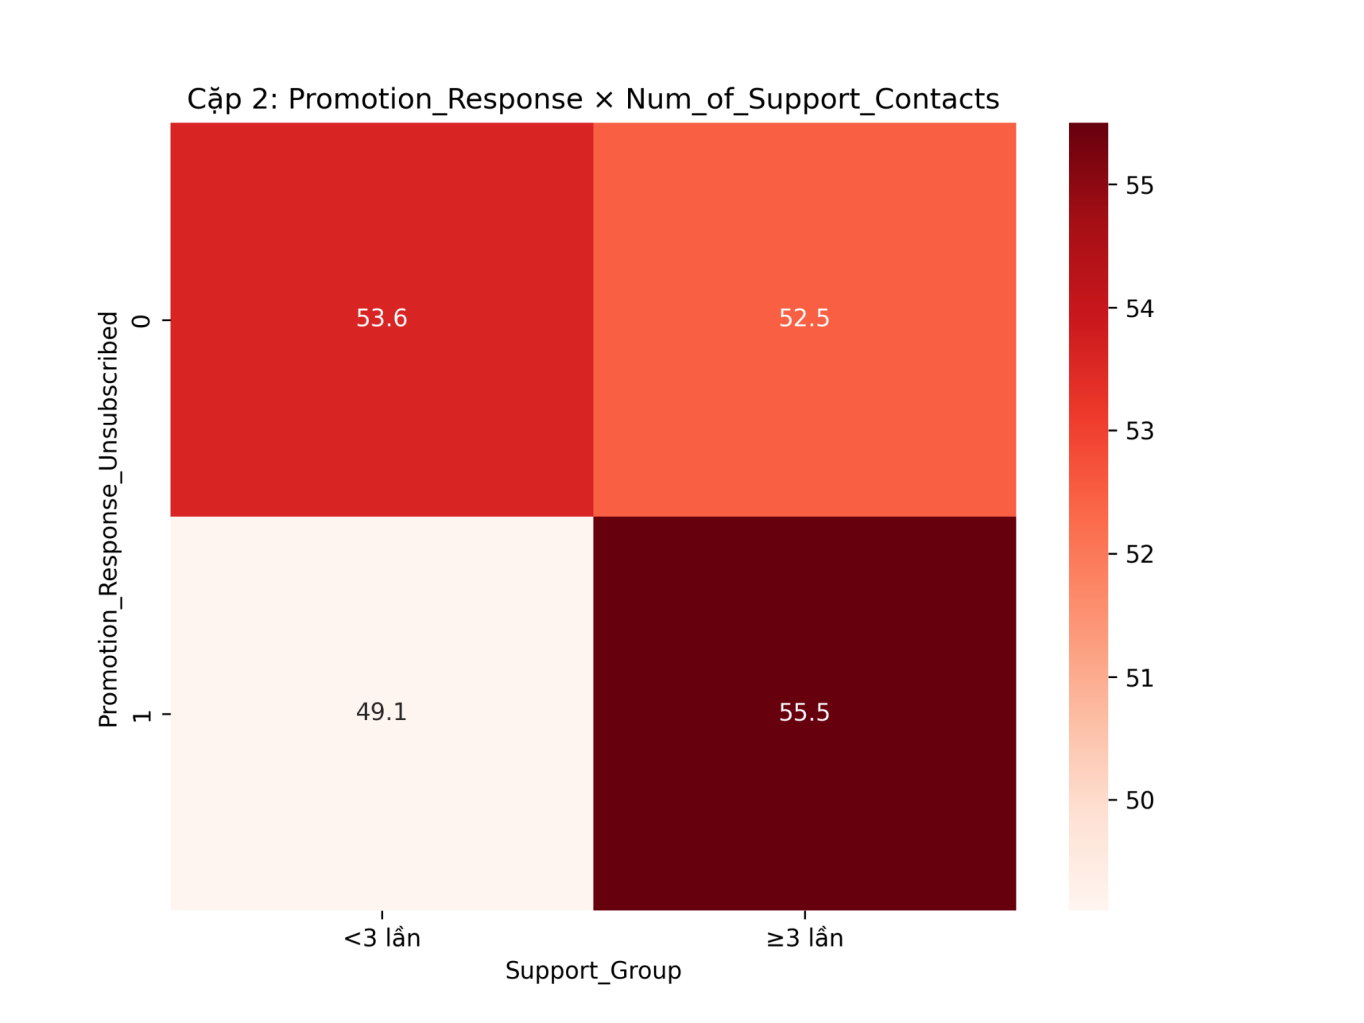 Cặp 2: Promotion_Response × Num_of_Support_Contacts
Promotion_Response_Unsubscribed
0
53.6
52.5
1
49.1
55.5
<3 lần
≥3 lần
Support_Group
55
54
53
52
51
50